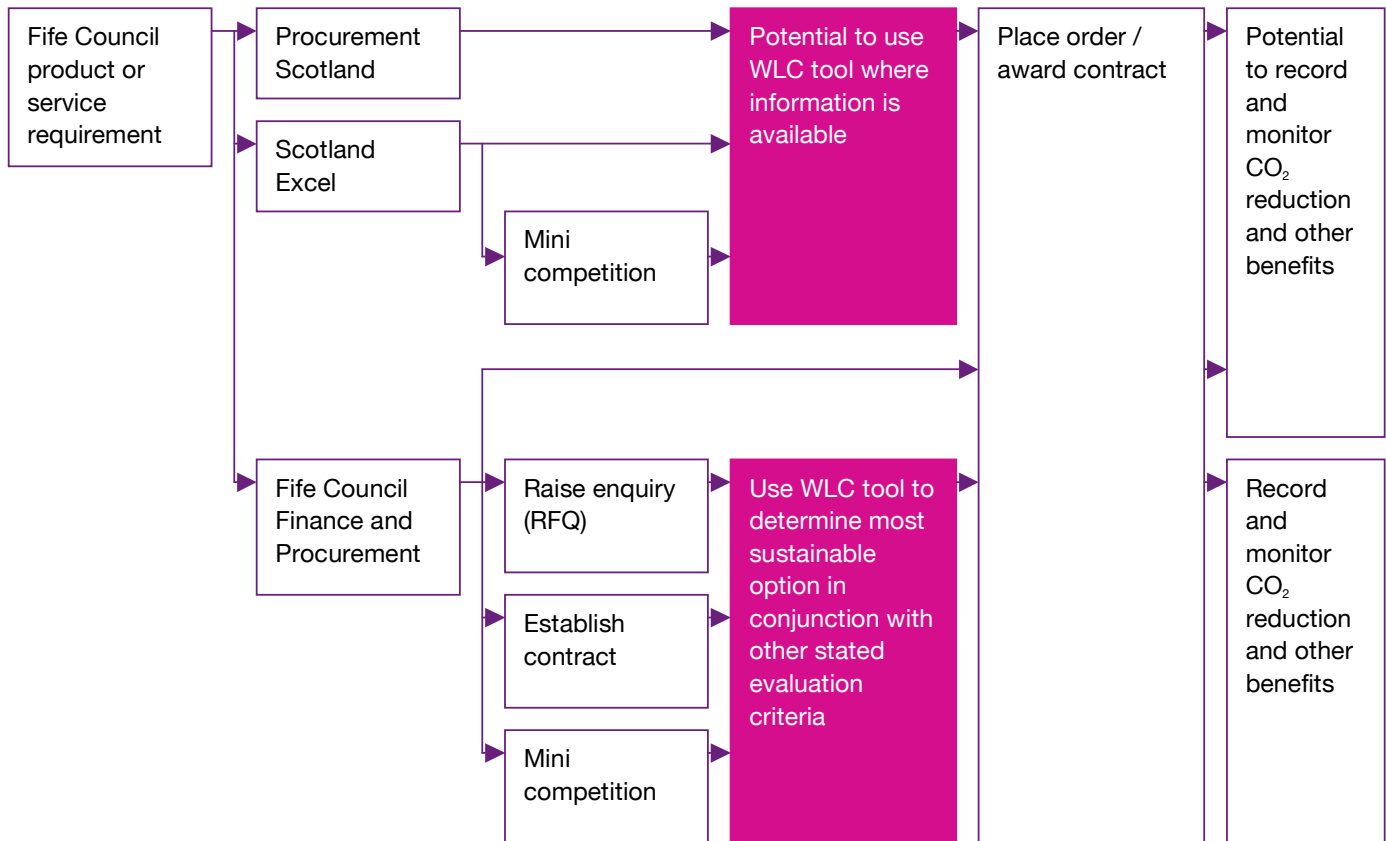 Fife Council
product or
service
requirement
Procurement
Scotland
Scotland
Excel
Mini
competition
Potential to use
WLC tool where
information is
available
Place order /
award contract
Potential
to record
and
monitor
CO₂
reduction
and other
benefits
Fife Council
Finance and
Procurement
Raise enquiry
(RFQ)
Establish
contract
Mini
competition
Use WLC tool to
determine most
sustainable
option in
conjunction with
other stated
evaluation
criteria
Record
and
monitor
CO₂
reduction
and other
benefits